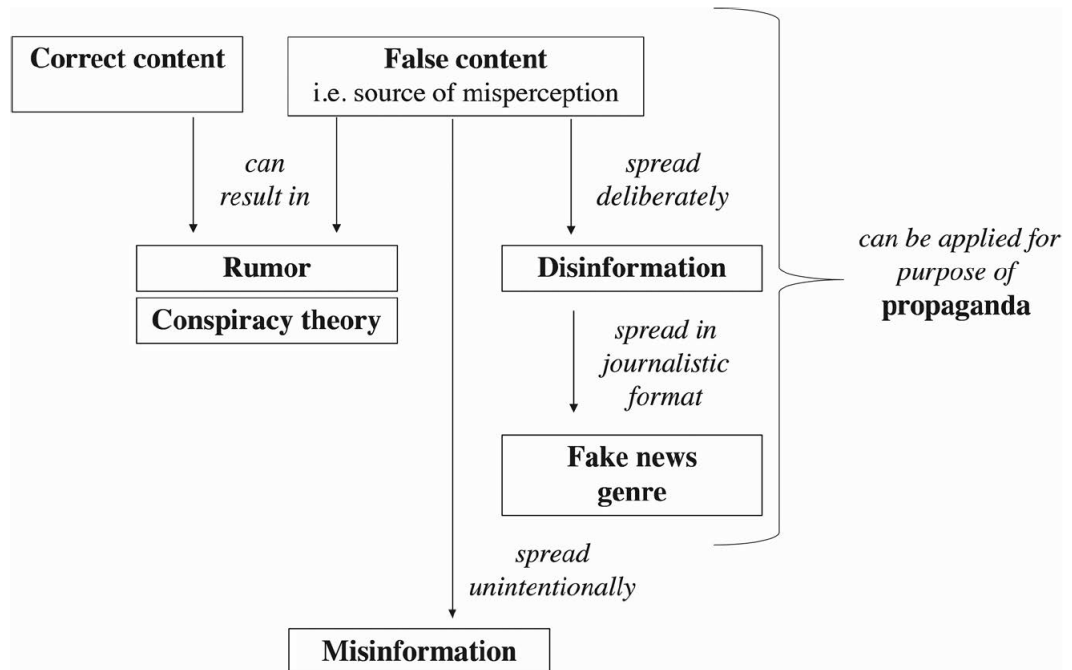 Correct content
False content
i.e. source of misperception
can
result in
spread
deliberately
Rumor
Conspiracy theory
Disinformation
can be applied for
purpose of
propaganda
spread in
journalistic
format
Fake news
genre
spread
unintentionally
Misinformation